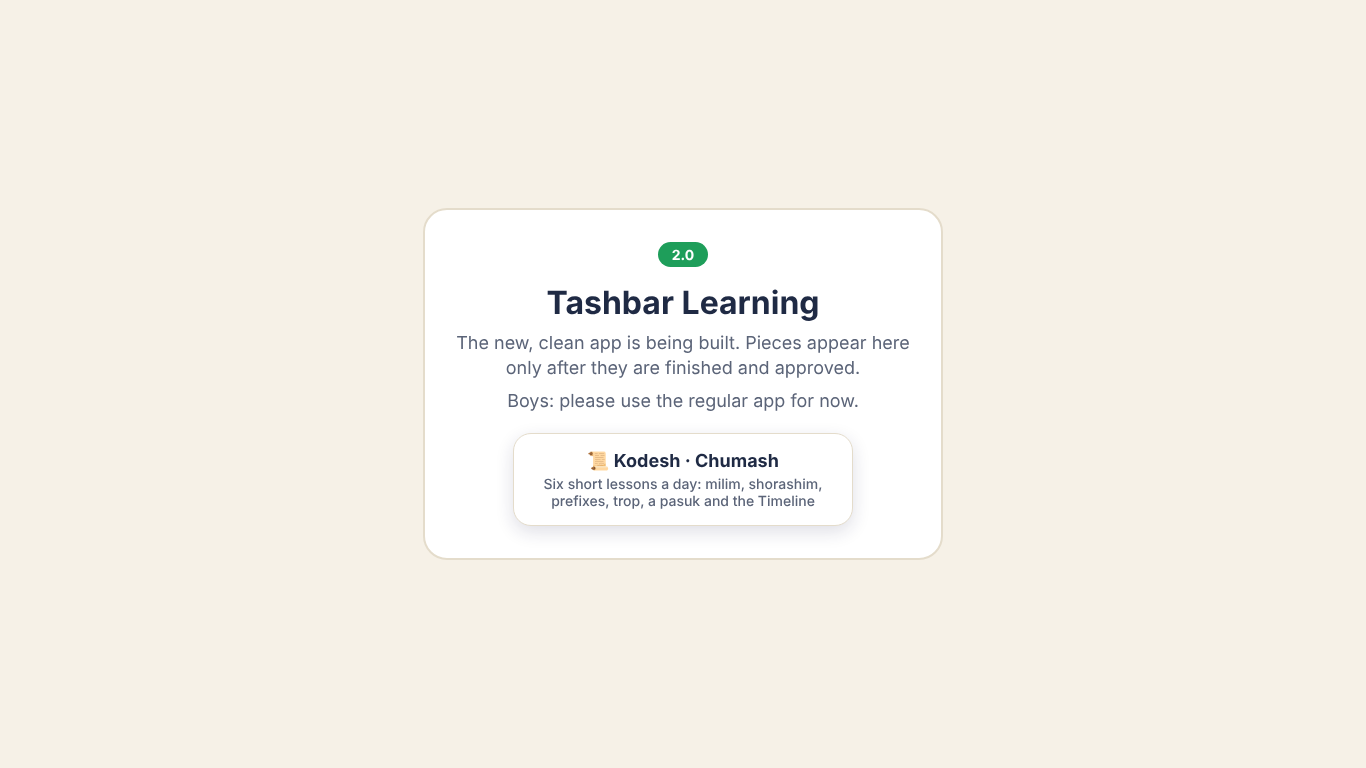 2.0
Tashbar Learning
The new, clean app is being built. Pieces appear here
only after they are finished and approved.
Boys: please use the regular app for now.
📜 Kodesh · Chumash
Six short lessons a day: milim, shorashim,
prefixes, trop, a pasuk and the Timeline